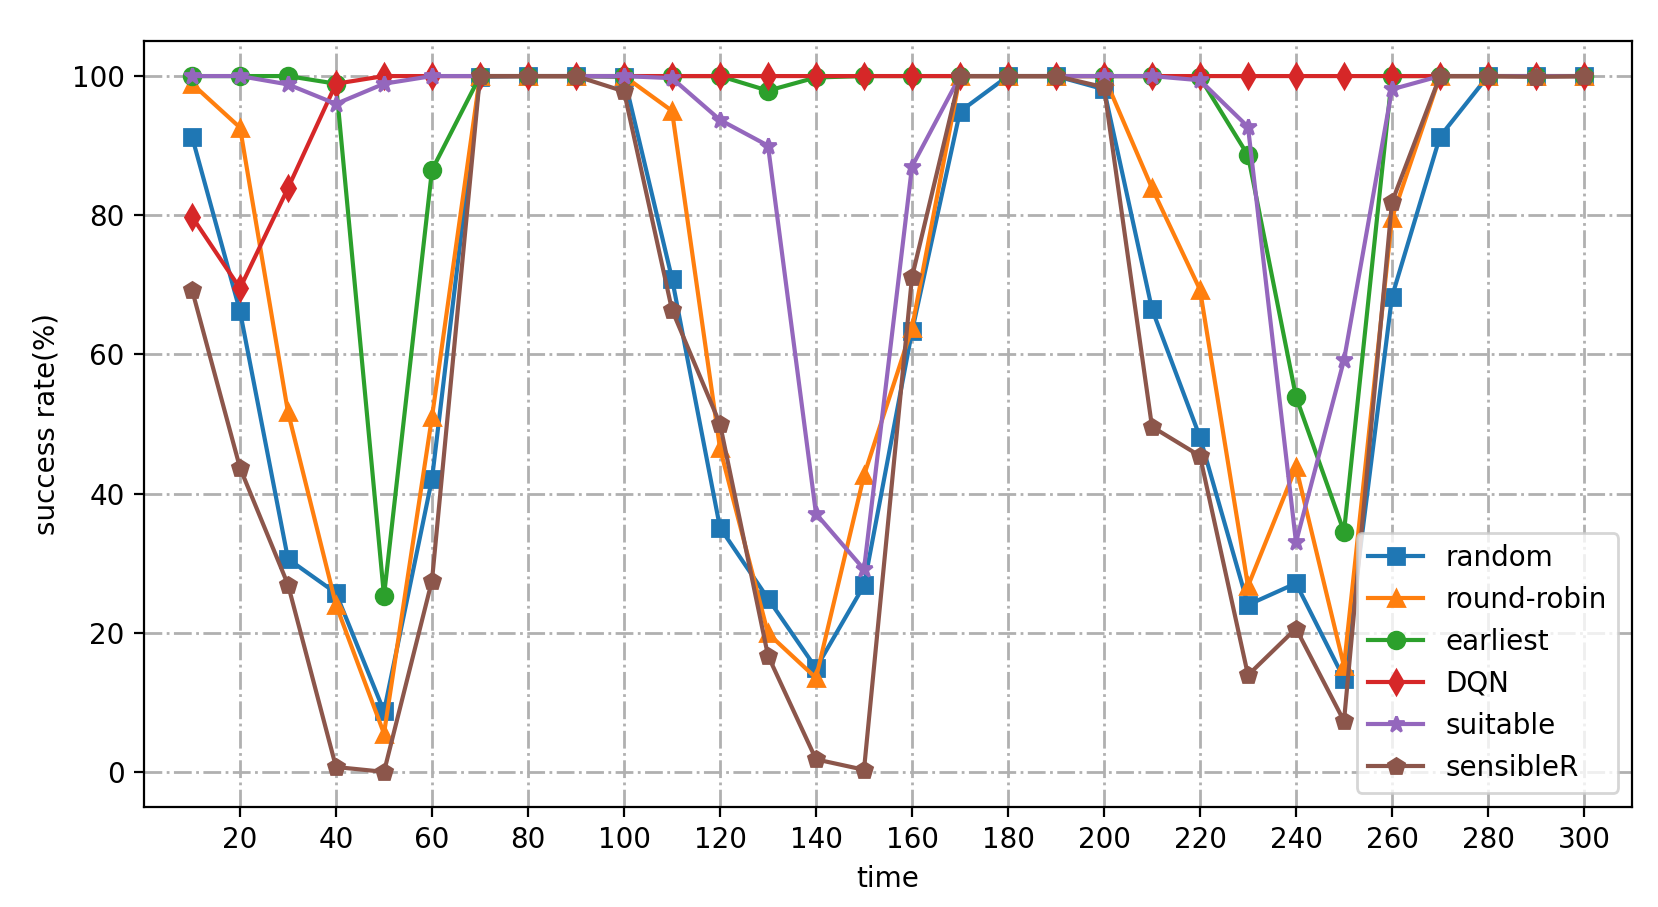 100
80
60
40
20
0
success rate(%)
20 40 60 80 100 120 140 160 180 200 220 240 260 280 300
time
random
round-robin
earliest
DQN
suitable
sensibleR